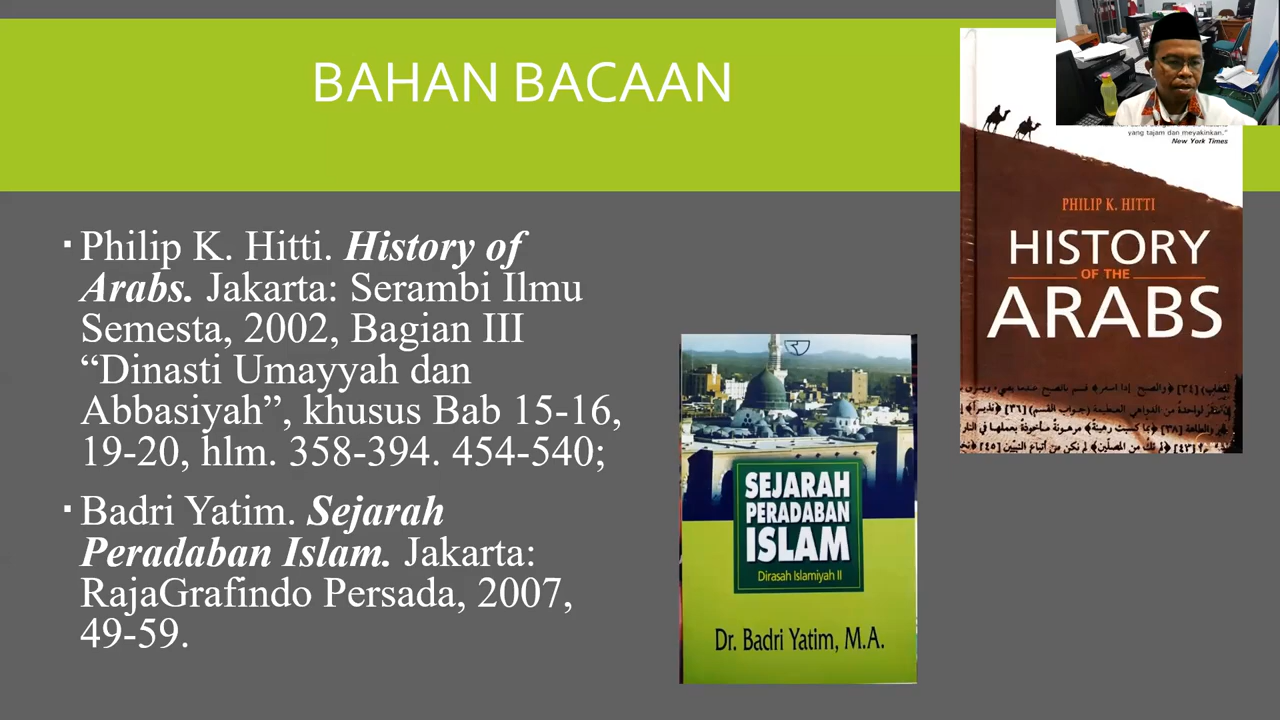 BAHAN BACAAN
▪ Philip K. Hitti. History of
Arabs. Jakarta: Serambi Ilmu
Semesta, 2002, Bagian III
“Dinasti Umayyah dan
Abbasiyah”, khusus Bab 15-16,
19-20, hlm. 358-394. 454-540;
▪ Badri Yatim. Sejarah
Peradaban Islam. Jakarta:
RajaGrafindo Persada, 2007,
49-59.
SEJARAH
PERADABAN
ISLAM
Dirasah Islamiyah II
Dr. Badri Yatim, M.A.
yang tajam dan meyakinkan.”
New York Times
PHILIP K. HITTI
HISTORY
OF THE
ARABS